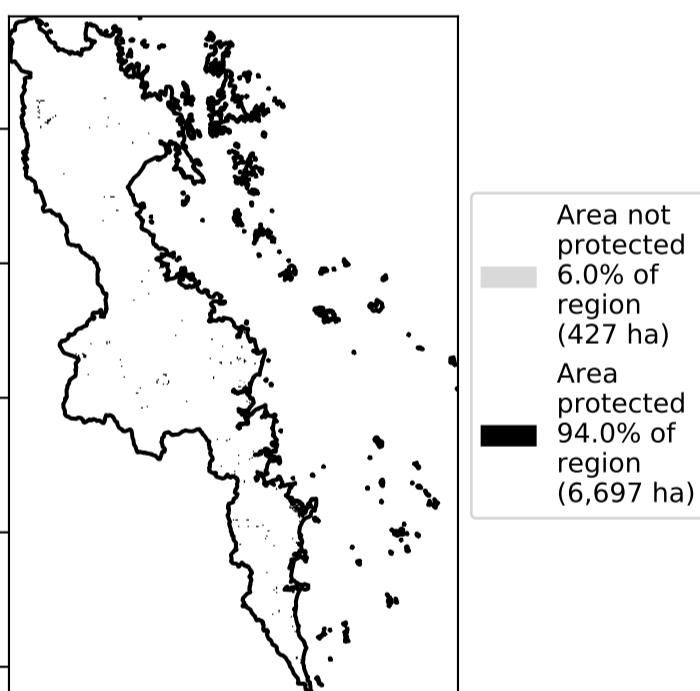 Area not
protected
6.0% of
region
(427 ha)
Area
protected
94.0% of
region
(6,697 ha)